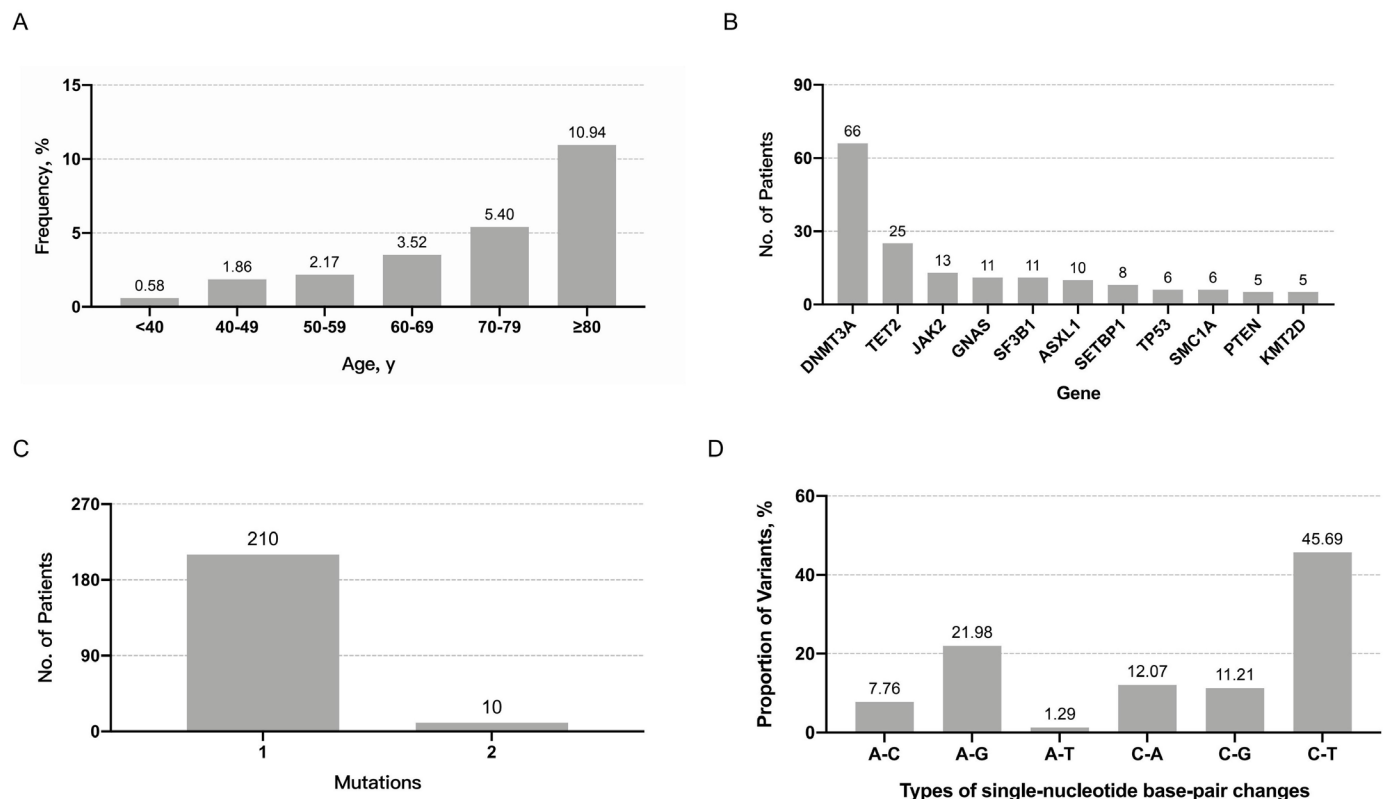 A
Frequency, %
15
10
5
0
0.58
1.86
2.17
3.52
5.40
10.94
<40
40-49
50-59
60-69
70-79
≥80
Age, y
B
No. of Patients
90
60
30
0
66
25
13
11
11
10
8
6
6
5
5
DNMT3A
TET2
JAK2
GNAS
SF3B1
ASXL1
SETBP1
TP53
SMC1A
PTEN
KMT2D
Gene
C
No. of Patients
270
180
90
0
210
10
1
2
Mutations
D
Proportion of Variants, %
60
40
20
0
7.76
21.98
1.29
12.07
11.21
45.69
A-C
A-G
A-T
C-A
C-G
C-T
Types of single-nucleotide base-pair changes